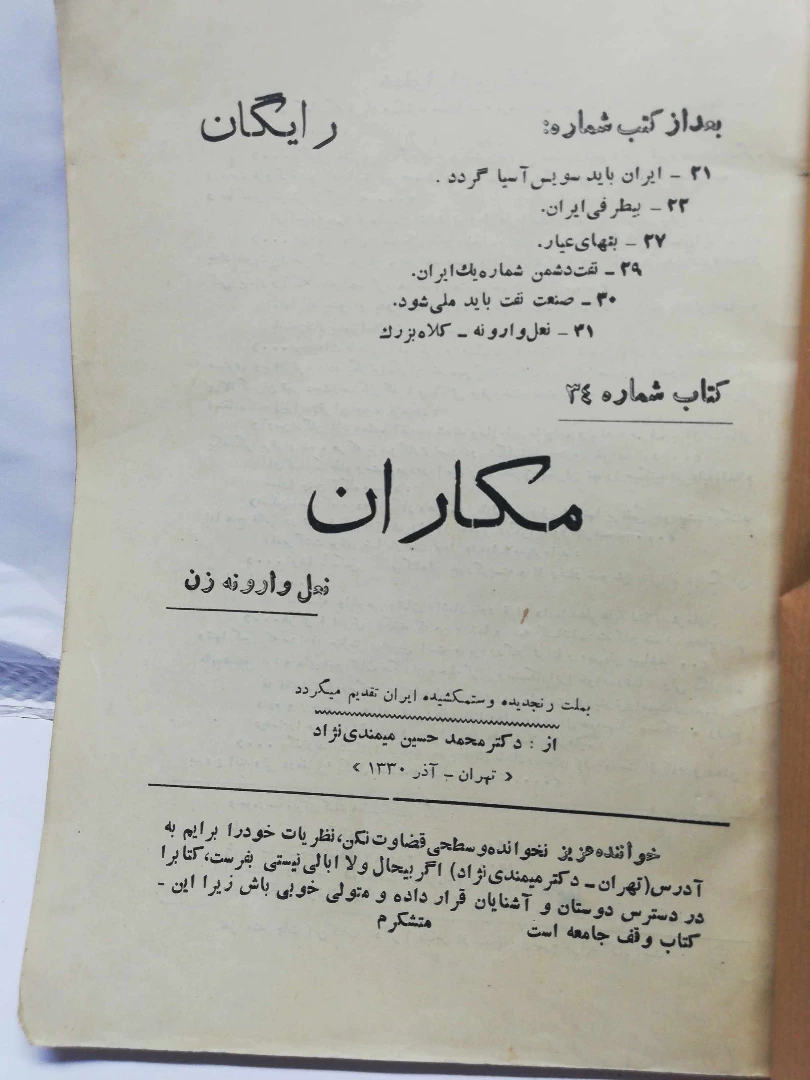 بعداز کتب شماره:
رایگان
۲۱ - ایران باید سویس آسیا گردد .
۲۲ - بیطرفی ایران.
۲۷ - بتهای عیار.
۲۹ - نفت دشمن شماره یك ایران.
۳۰ - صنعت نفت باید ملی شود.
۳۱ - نعل وارونه - کلاه بزرك
کتاب شماره ۳٤
مکاران
نعل وارونه زن
بملت رنجدیده وستمکشیده ایران تقدیم میگردد
از : دکتر محمد حسین میمندی نژاد
« تهران - آذر ۱۳۳۰ »
خواننده عزیز نخوانده وسطحی قضاوت نکن، نظریات خودرا برایم به
آدرس (تهران - دکتر میمندی نژاد) اگر بیحال ولا ابالی نیستی بفرست، کتابرا
در دسترس دوستان و آشنایان قرار داده و متولی خوبی باش زیرا این -
کتاب وقف جامعه است متشکرم